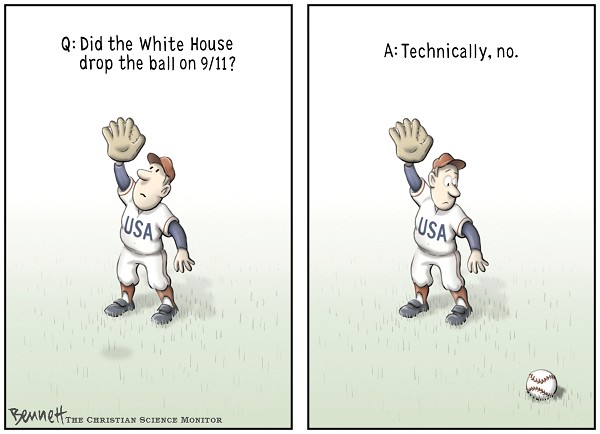 Q: Did the White House
drop the ball on 9/11?
USA
A: Technically, no.
USA
Bennett THE CHRISTIAN SCIENCE MONITOR